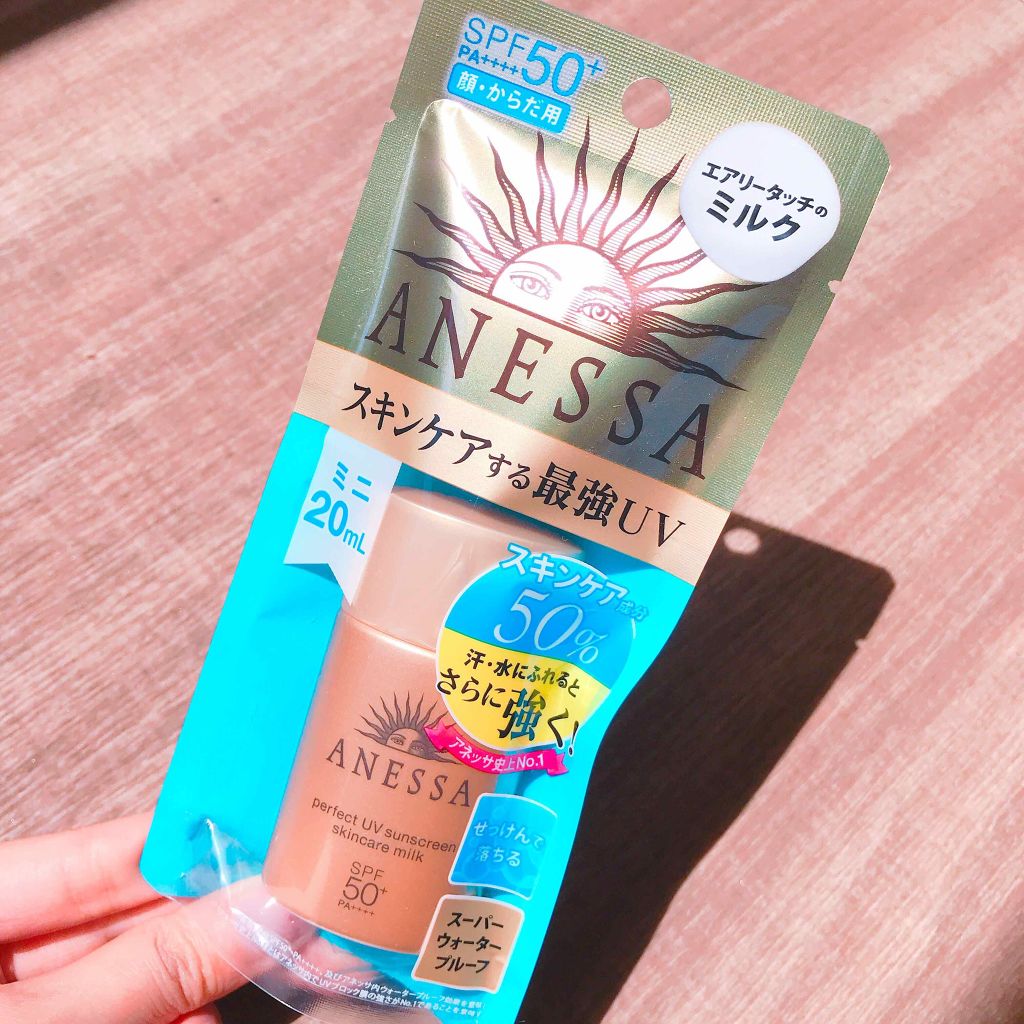 SPF50+
PA++++
顔・からだ用
エアリータッチの
ミルク
ANESSA
スキンケアする最強UV
ミニ
20mL
スキンケア成分
50%
汗・水にふれると
さらに強く!
アネッサ史上No.1
ANESSA
perfect UV sunscreen
skincare milk
SPF
50+
PA++++
せっけんで
落ちる
スーパー
ウォーター
プルーフ